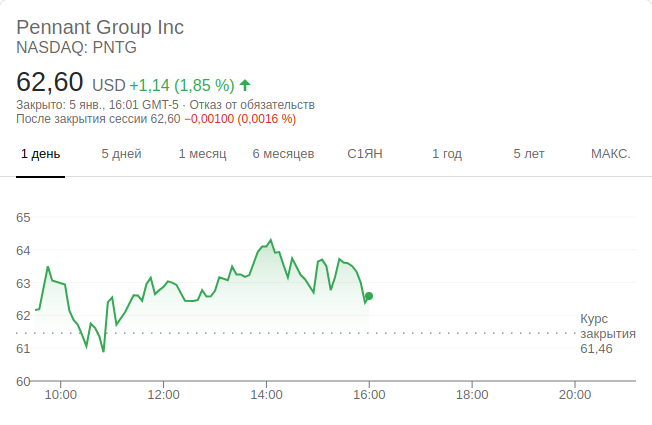 Pennant Group Inc
NASDAQ: PNTG
62,60 USD +1,14 (1,85 %)
Закрыто: 5 янв., 16:01 GMT-5 · Отказ от обязательств
После закрытия сессии 62,60 −0,00100 (0,0016 %)
1 день 5 дней 1 месяц 6 месяцев С1ЯН 1 год 5 лет МАКС.
65
64
63
62
61
60
Курс
закрытия
61,46
10:00 12:00 14:00 16:00 18:00 20:00